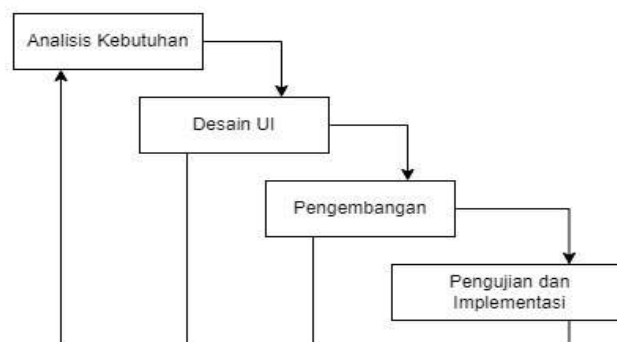 Analisis Kebutuhan
Desain UI
Pengembangan
Pengujian dan
Implementasi